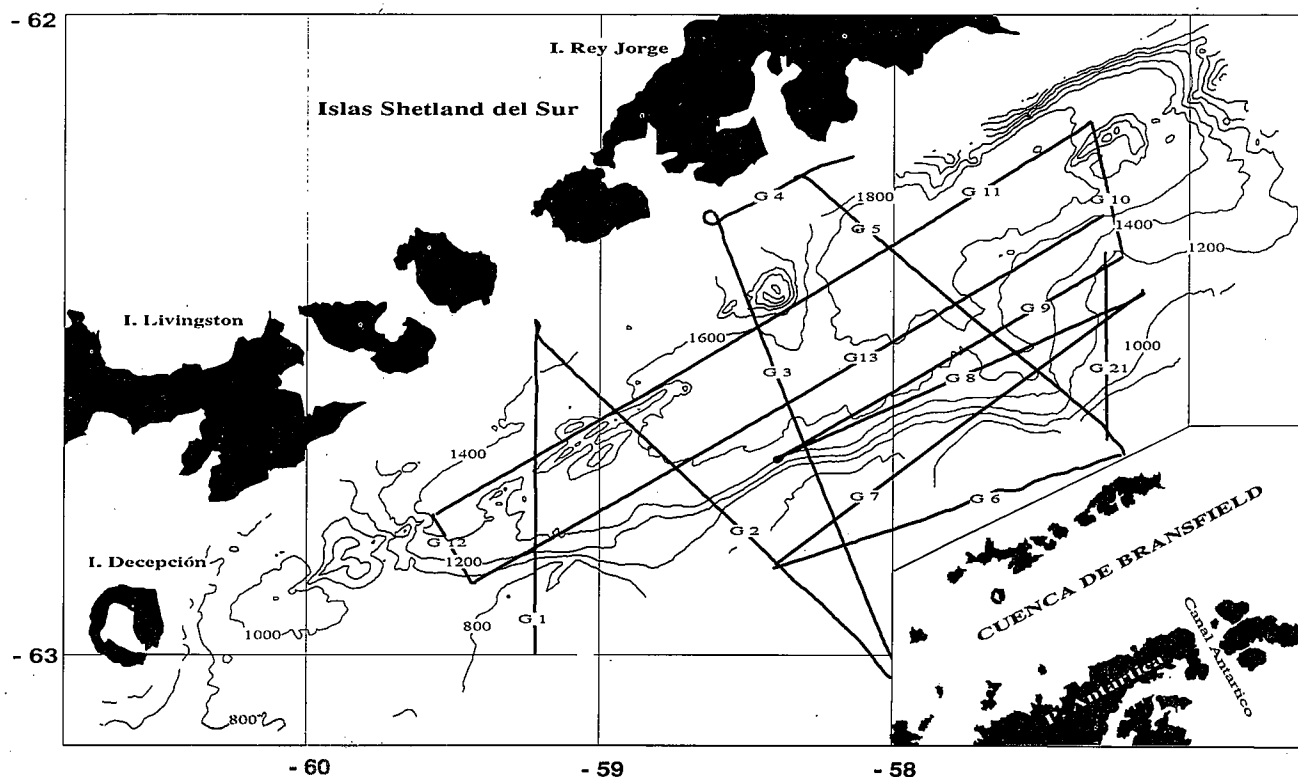 - 62
I. Rey Jorge
Islas Shetland del Sur
G 4
1800
G 11
G 10
G 5
1400
1200
I. Livingston
G 9
1600
G13
1000
G 3
G 8
G 21
1400
G 7
G 6
G 2
G 12
1200
I. Decepción
CUENCA DE BRANSFIELD
G 1
800
1000
Canal Antartico
- 63
P. Antártica
800
- 60
- 59
- 58